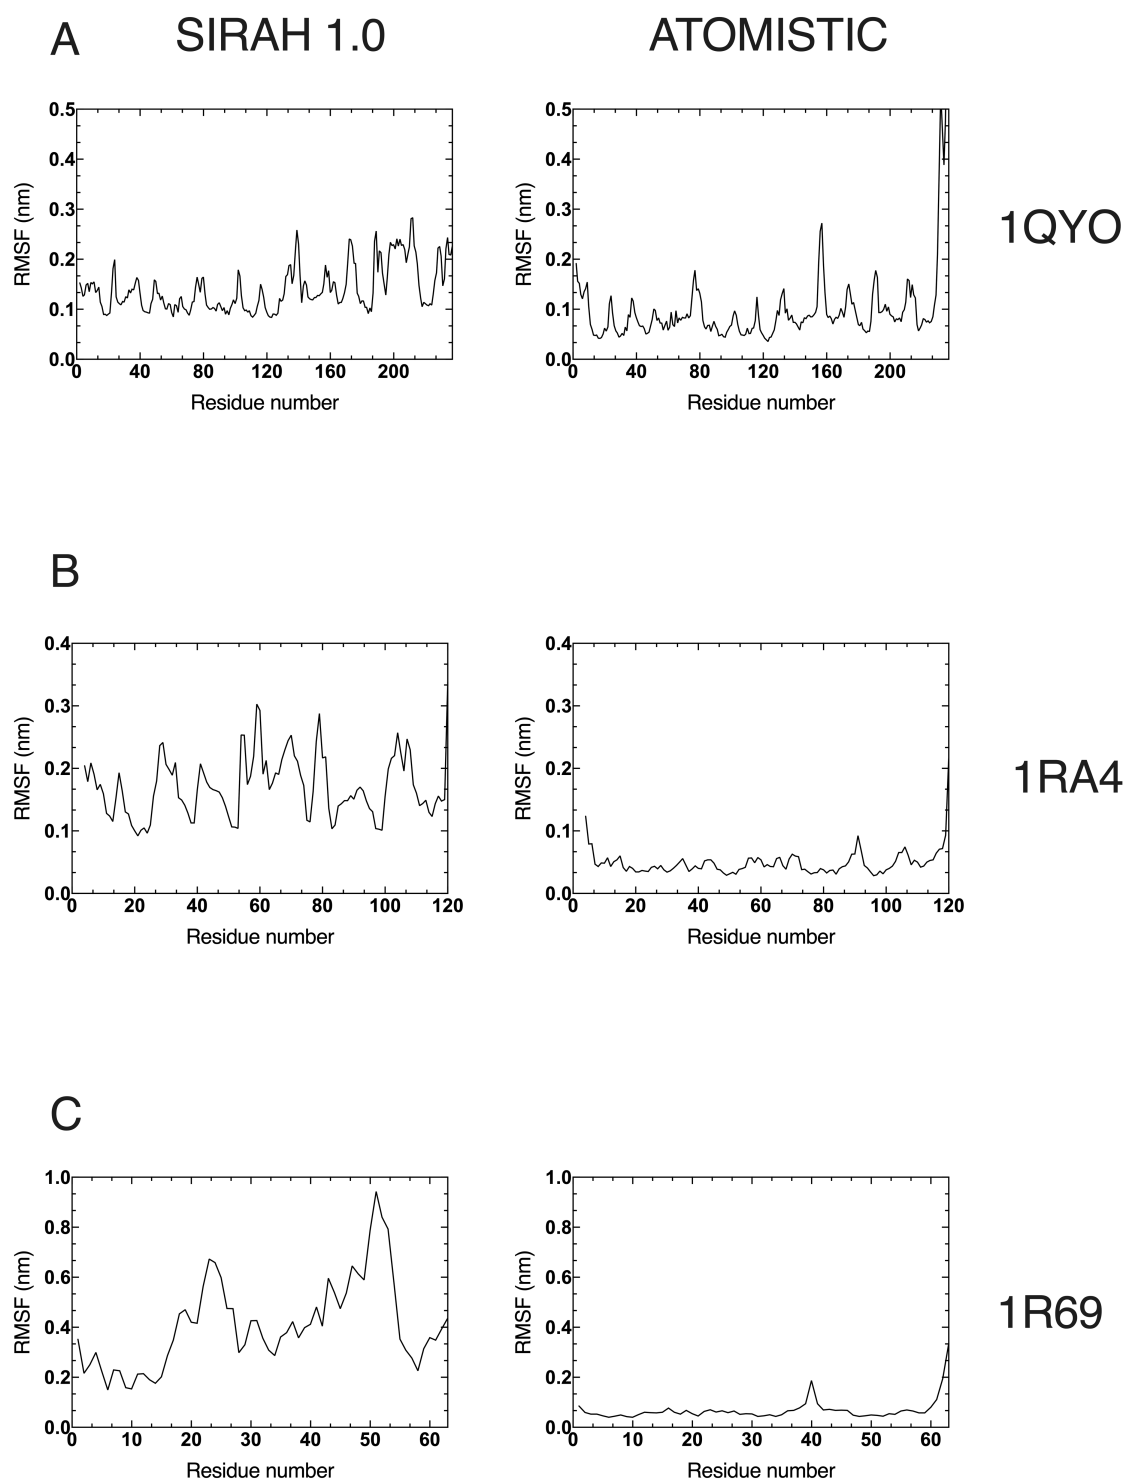 A
SIRAH 1.0
ATOMISTIC
0.5
0.4
0.3
0.2
0.1
0.0
RMSF (nm)
0 40 80 120 160 200
Residue number
0.5
0.4
0.3
0.2
0.1
0.0
RMSF (nm)
0 40 80 120 160 200
Residue number
1QYO
B
0.4
0.3
0.2
0.1
0.0
RMSF (nm)
0 20 40 60 80 100 120
Residue number
0.4
0.3
0.2
0.1
0.0
RMSF (nm)
0 20 40 60 80 100 120
Residue number
1RA4
C
1.0
0.8
0.6
0.4
0.2
0.0
RMSF (nm)
0 10 20 30 40 50 60
Residue number
1.0
0.8
0.6
0.4
0.2
0.0
RMSF (nm)
0 10 20 30 40 50 60
Residue number
1R69